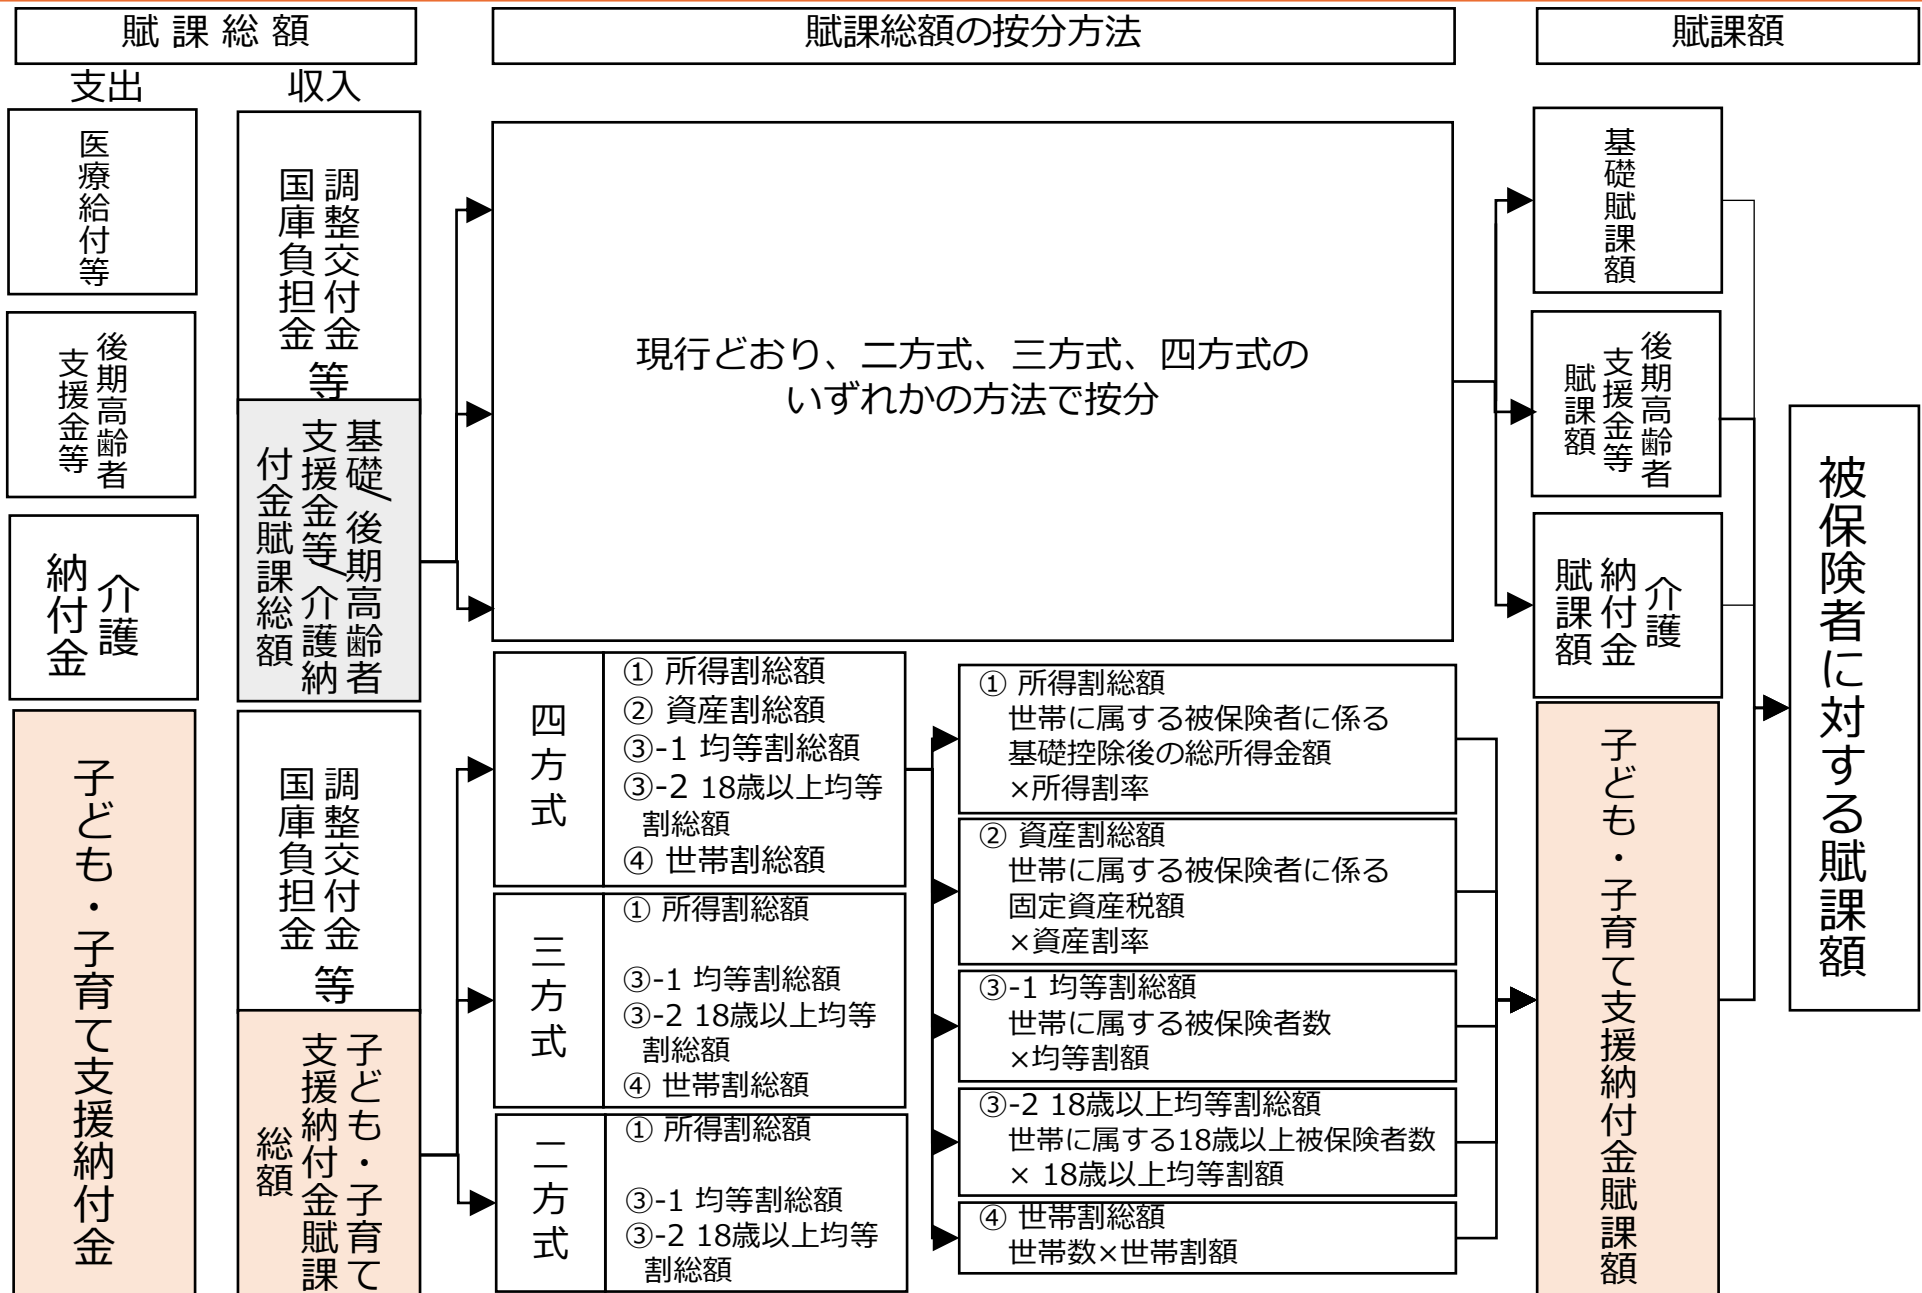 賦課総額
賦課総額の按分方法
賦課額
支出
収入
医療給付等
後期高齢者
支援金等
介護
納付金
子ども・子育て支援納付金
調整交付金
国庫負担金
等
基礎/後期高齢者
支援金等/介護納
付金賦課総額
調整交付金
国庫負担金
等
子ども・子育て
支援納付金賦課
総額
現行どおり、二方式、三方式、四方式の
いずれかの方法で按分
四方式
① 所得割総額
② 資産割総額
③-1 均等割総額
③-2 18歳以上均等
割総額
④ 世帯割総額
三方式
① 所得割総額
③-1 均等割総額
③-2 18歳以上均等
割総額
④ 世帯割総額
二方式
① 所得割総額
③-1 均等割総額
③-2 18歳以上均等
割総額
① 所得割総額
世帯に属する被保険者に係る
基礎控除後の総所得金額
×所得割率
② 資産割総額
世帯に属する被保険者に係る
固定資産税額
×資産割率
③-1 均等割総額
世帯に属する被保険者数
×均等割額
③-2 18歳以上均等割総額
世帯に属する18歳以上被保険者数
× 18歳以上均等割額
④ 世帯割総額
世帯数×世帯割額
基礎賦課額
後期高齢者
支援金等
賦課額
介護
納付金
賦課額
子ども・子育て支援納付金賦課額
被保険者に対する賦課額